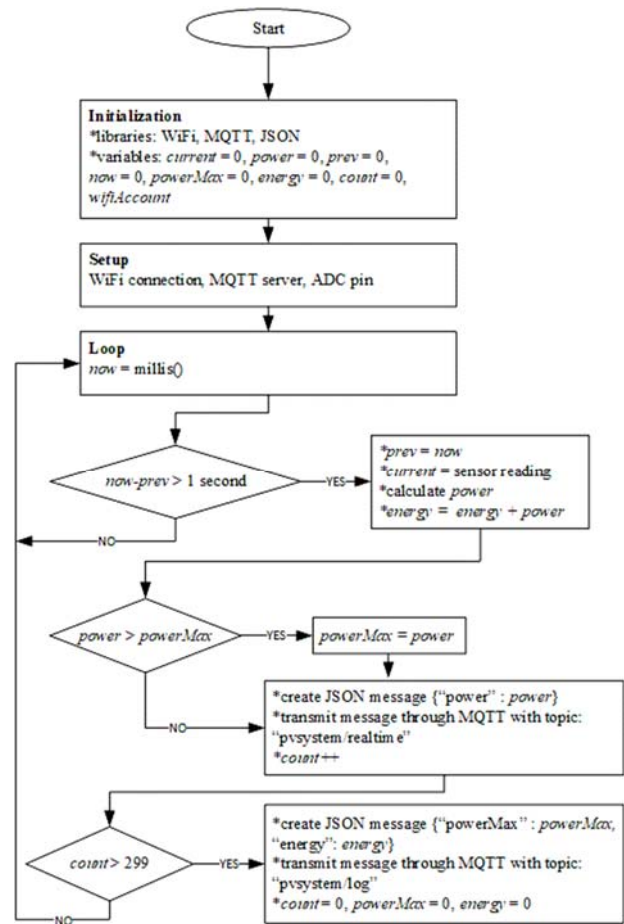 Start
Initialization
*libraries: WiFi, MQTT, JSON
*variables: current = 0, power = 0, prev = 0,
now = 0, powerMax = 0, energy = 0, count = 0,
wifiAccount
Setup
WiFi connection, MQTT server, ADC pin
Loop
now = millis()
now-prev > 1 second
YES
*prev = now
*current = sensor reading
*calculate power
*energy = energy + power
NO
power > powerMax
YES
powerMax = power
NO
*create JSON message {“power” : power}
*transmit message through MQTT with topic:
“pvsystem/realtime”
*count++
count > 299
YES
*create JSON message {“powerMax” : powerMax,
“energy”: energy}
*transmit message through MQTT with topic:
“pvsystem/log”
*count = 0, powerMax = 0, energy = 0
NO